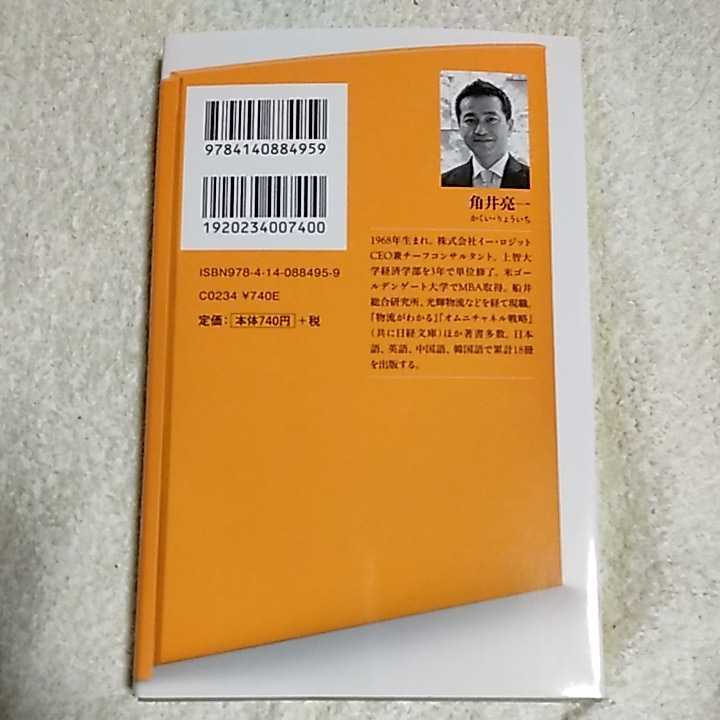 9784140884959
1920234007400
ISBN978-4-14-088495-9
C0234 ¥740E
定価：本体740円＋税
角井亮一
かくい・りょういち
1968年生まれ。株式会社イー・ロジット
CEO兼チーフコンサルタント。上智大
学経済学部を3年で単位修了。米ゴー
ルデンゲート大学でMBA取得。船井
総合研究所、光輝物流などを経て現職。
『物流がわかる』『オムニチャネル戦略』
（共に日経文庫）ほか著書多数。日本
語、英語、中国語、韓国語で累計18冊
を出版する。